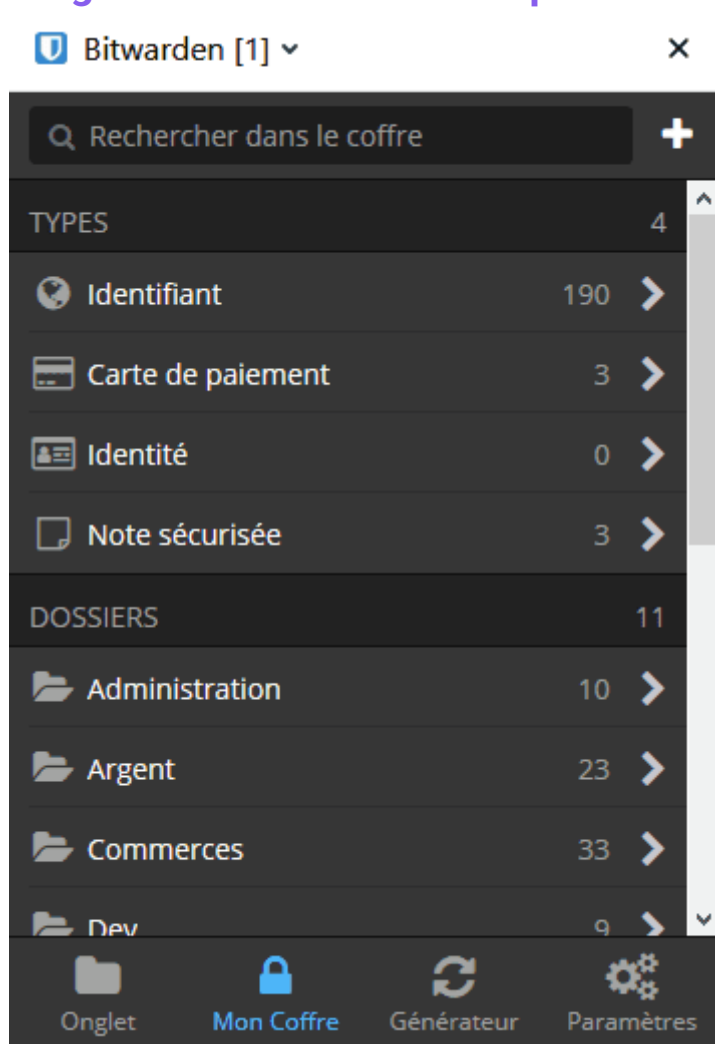 Bitwarden [1]
Rechercher dans le coffre
TYPES 4
Identifiant 190
Carte de paiement 3
Identité 0
Note sécurisée 3
DOSSIERS 11
Administration 10
Argent 23
Commerces 33
Dev 9
Onglet Mon Coffre Générateur Paramètres